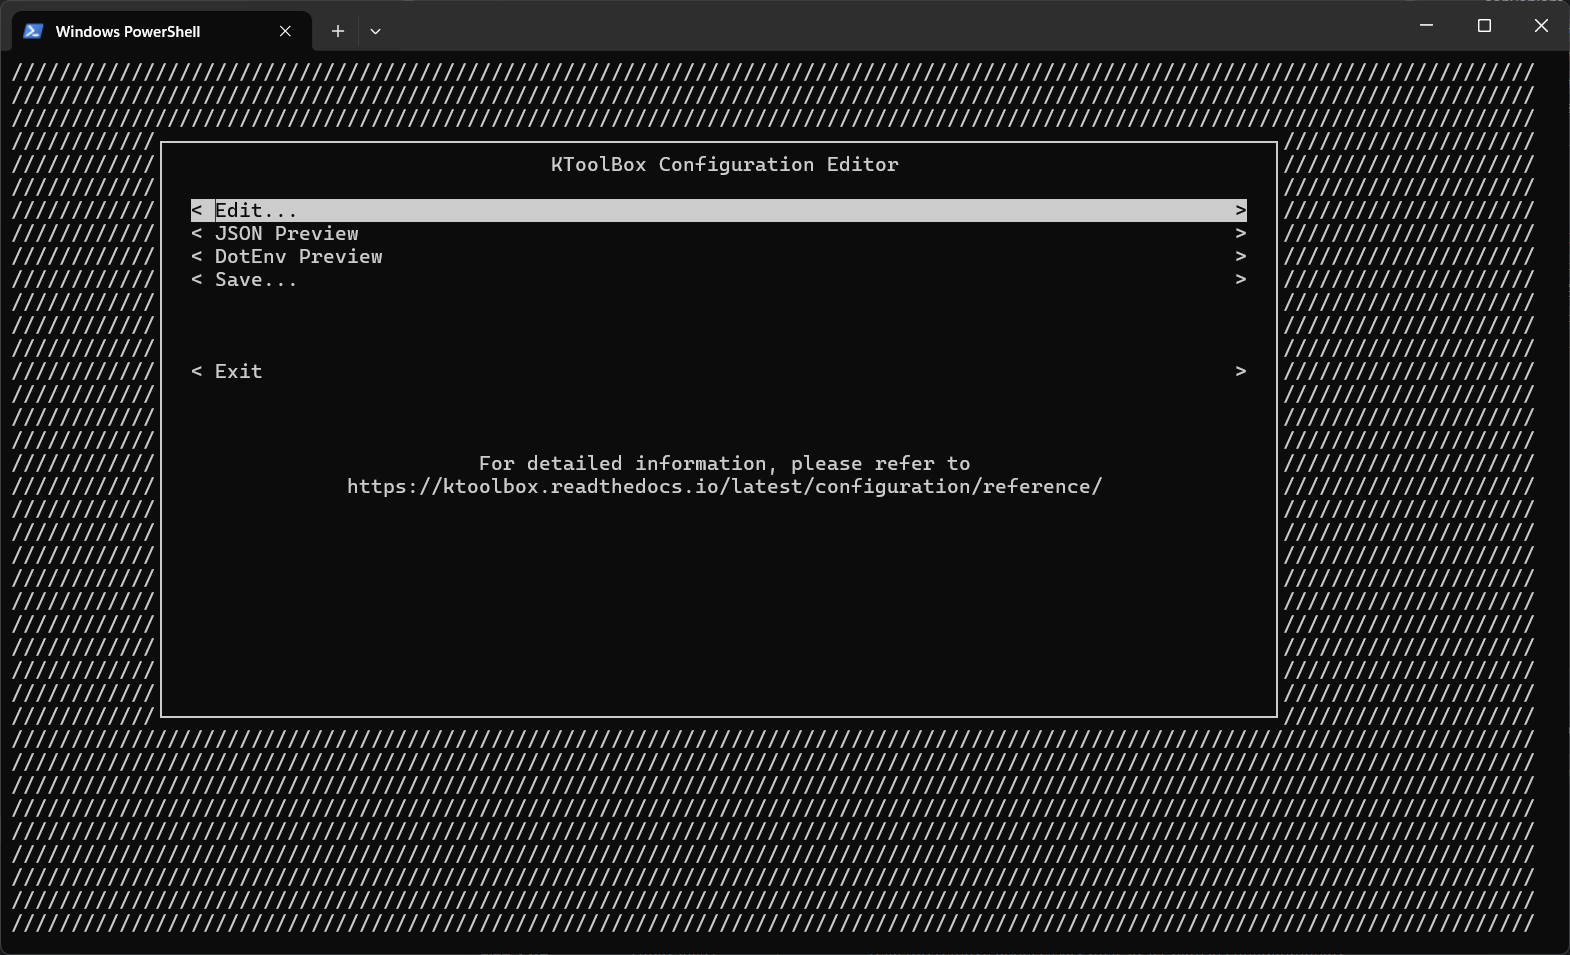 Windows PowerShell
KToolBox Configuration Editor
< Edit... >
< JSON Preview >
< DotEnv Preview >
< Save... >
< Exit >
For detailed information, please refer to
https://ktoolbox.readthedocs.io/latest/configuration/reference/